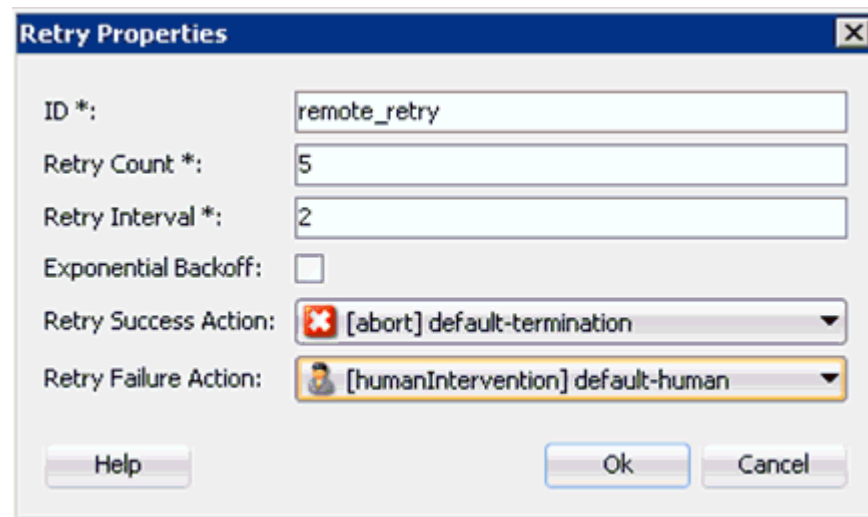 Retry Properties
ID *: remote_retry
Retry Count *: 5
Retry Interval *: 2
Exponential Backoff:
Retry Success Action: [abort] default-termination
Retry Failure Action: [humanIntervention] default-human
Help Ok Cancel